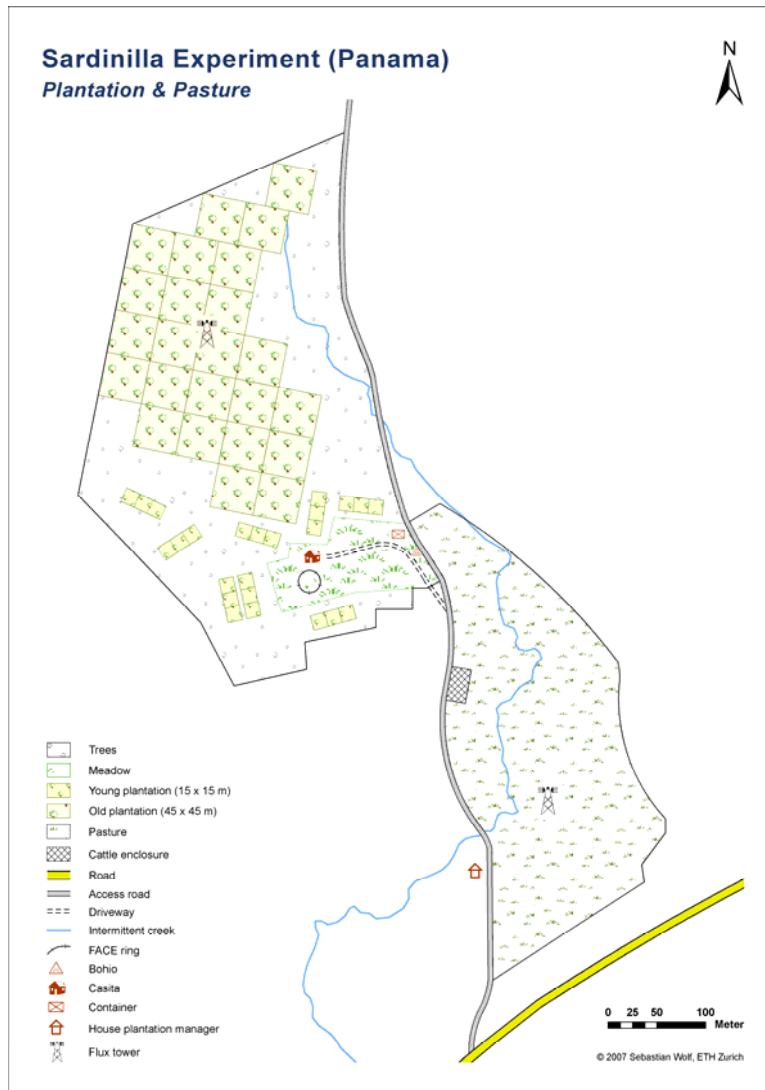 Sardinilla Experiment (Panama)
Plantation & Pasture
N
Trees
Meadow
Young plantation (15 x 15 m)
Old plantation (45 x 45 m)
Pasture
Cattle enclosure
Road
Access road
Driveway
Intermittent creek
FACE ring
Bohio
Casita
Container
House plantation manager
Flux tower
0 25 50 100
Meter
© 2007 Sebastian Wolf, ETH Zurich